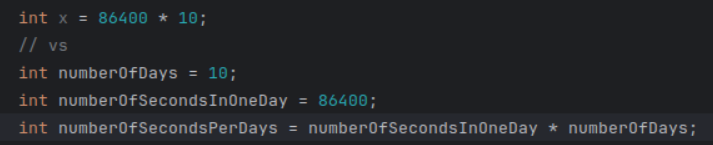 int x = 86400 * 10;
// vs
int numberOfDays = 10;
int numberOfSecondsInOneDay = 86400;
int numberOfSecondsPerDays = numberOfSecondsInOneDay * numberOfDays;